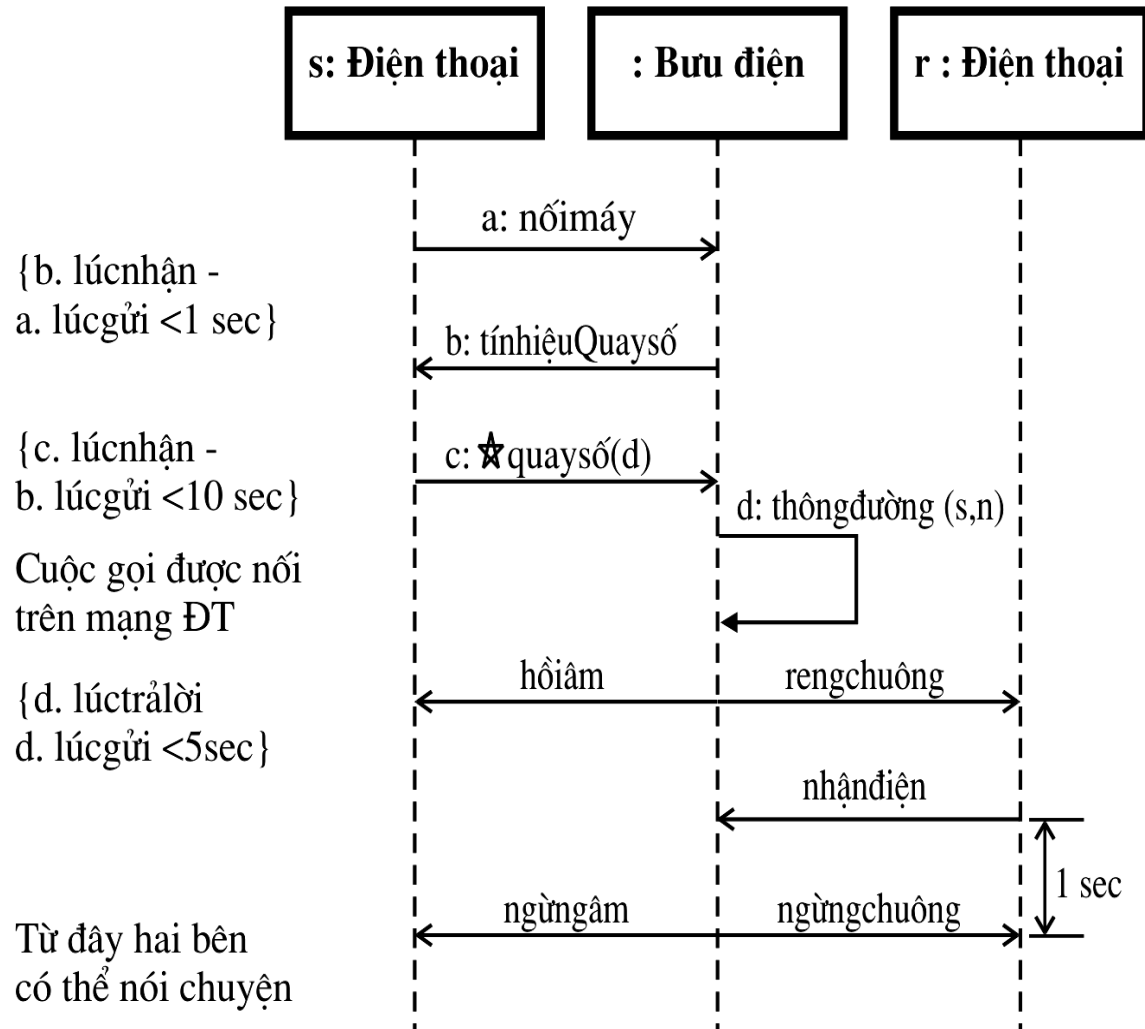 s: Điện thoại
: Bưu điện
r : Điện thoại
a: nốimáy
{b. lúcnhận -
a. lúcgửi <1 sec}
b: tínhiệuQuaysố
{c. lúcnhận -
b. lúcgửi <10 sec}
c: ☆quaysố(d)
d: thôngđường (s,n)
Cuộc gọi được nối
trên mạng ĐT
hồiâm
rengchuông
{d. lúctrảlời
d. lúcgửi <5sec}
nhậnđiện
1 sec
ngừngâm
ngừngchuông
Từ đây hai bên
có thể nói chuyện